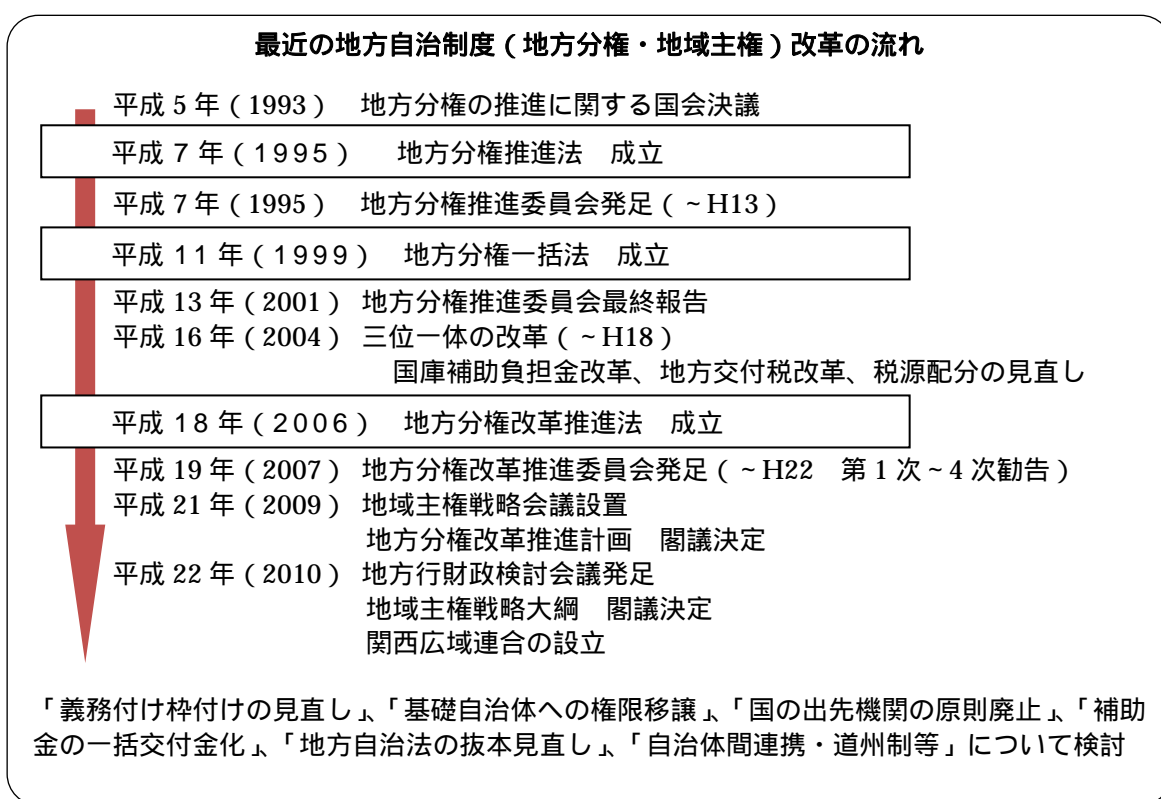 最近の地方自治制度(地方分権・地域主権)改革の流れ
平成 5 年(1993) 地方分権の推進に関する国会決議
平成 7 年(1995) 地方分権推進法 成立
平成 7 年(1995) 地方分権推進委員会発足(~H13)
平成 11 年(1999) 地方分権一括法 成立
平成 13 年(2001) 地方分権推進委員会最終報告
平成 16 年(2004) 三位一体の改革(~H18)
国庫補助負担金改革、地方交付税改革、税源配分の見直し
平成 18 年(2006) 地方分権改革推進法 成立
平成 19 年(2007) 地方分権改革推進委員会発足(~H22 第 1 次~4 次勧告)
平成 21 年(2009) 地域主権戦略会議設置
地方分権改革推進計画 閣議決定
平成 22 年(2010) 地方行財政検討会議発足
地域主権戦略大綱 閣議決定
関西広域連合の設立
「義務付け枠付けの見直し」、「基礎自治体への権限移譲」、「国の出先機関の原則廃止」、「補助
金の一括交付金化」、「地方自治法の抜本見直し」、「自治体間連携・道州制等」について検討